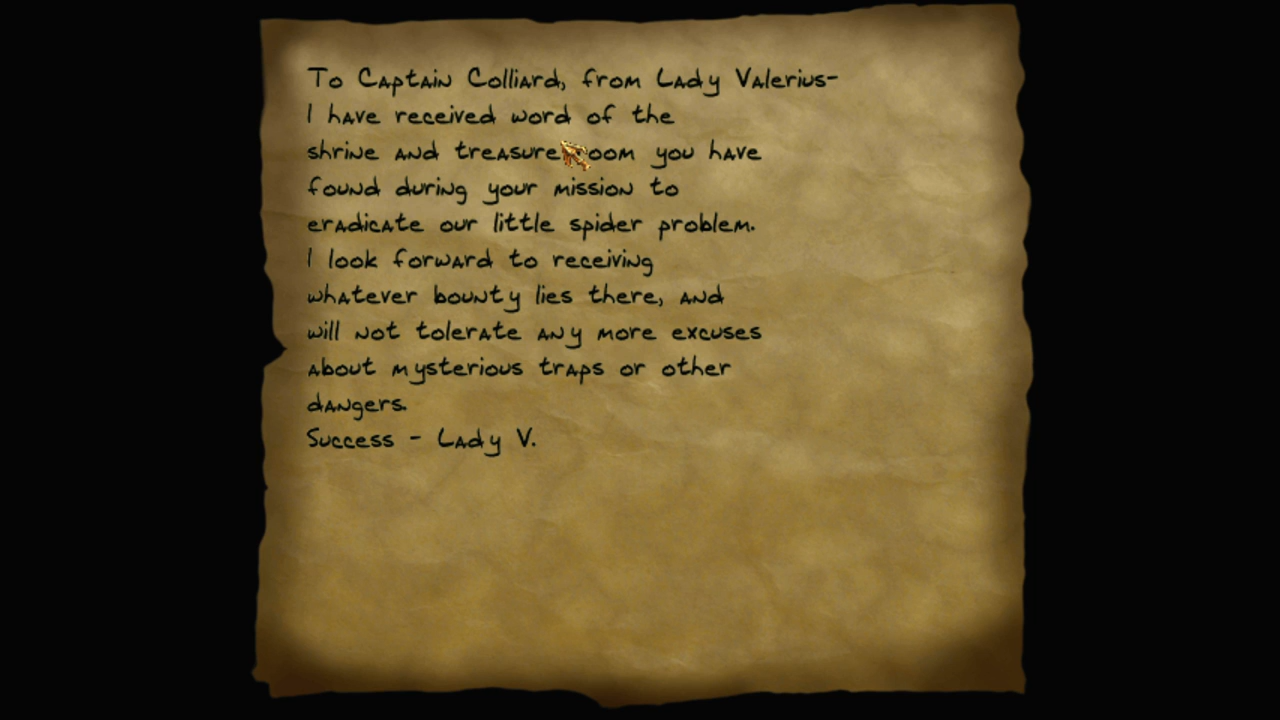 To Captain Colliard, from Lady Valerius-
I have received word of the
shrine and treasure room you have
found during your mission to
eradicate our little spider problem.
I look forward to receiving
whatever bounty lies there, and
will not tolerate any more excuses
about mysterious traps or other
dangers.
Success - Lady V.